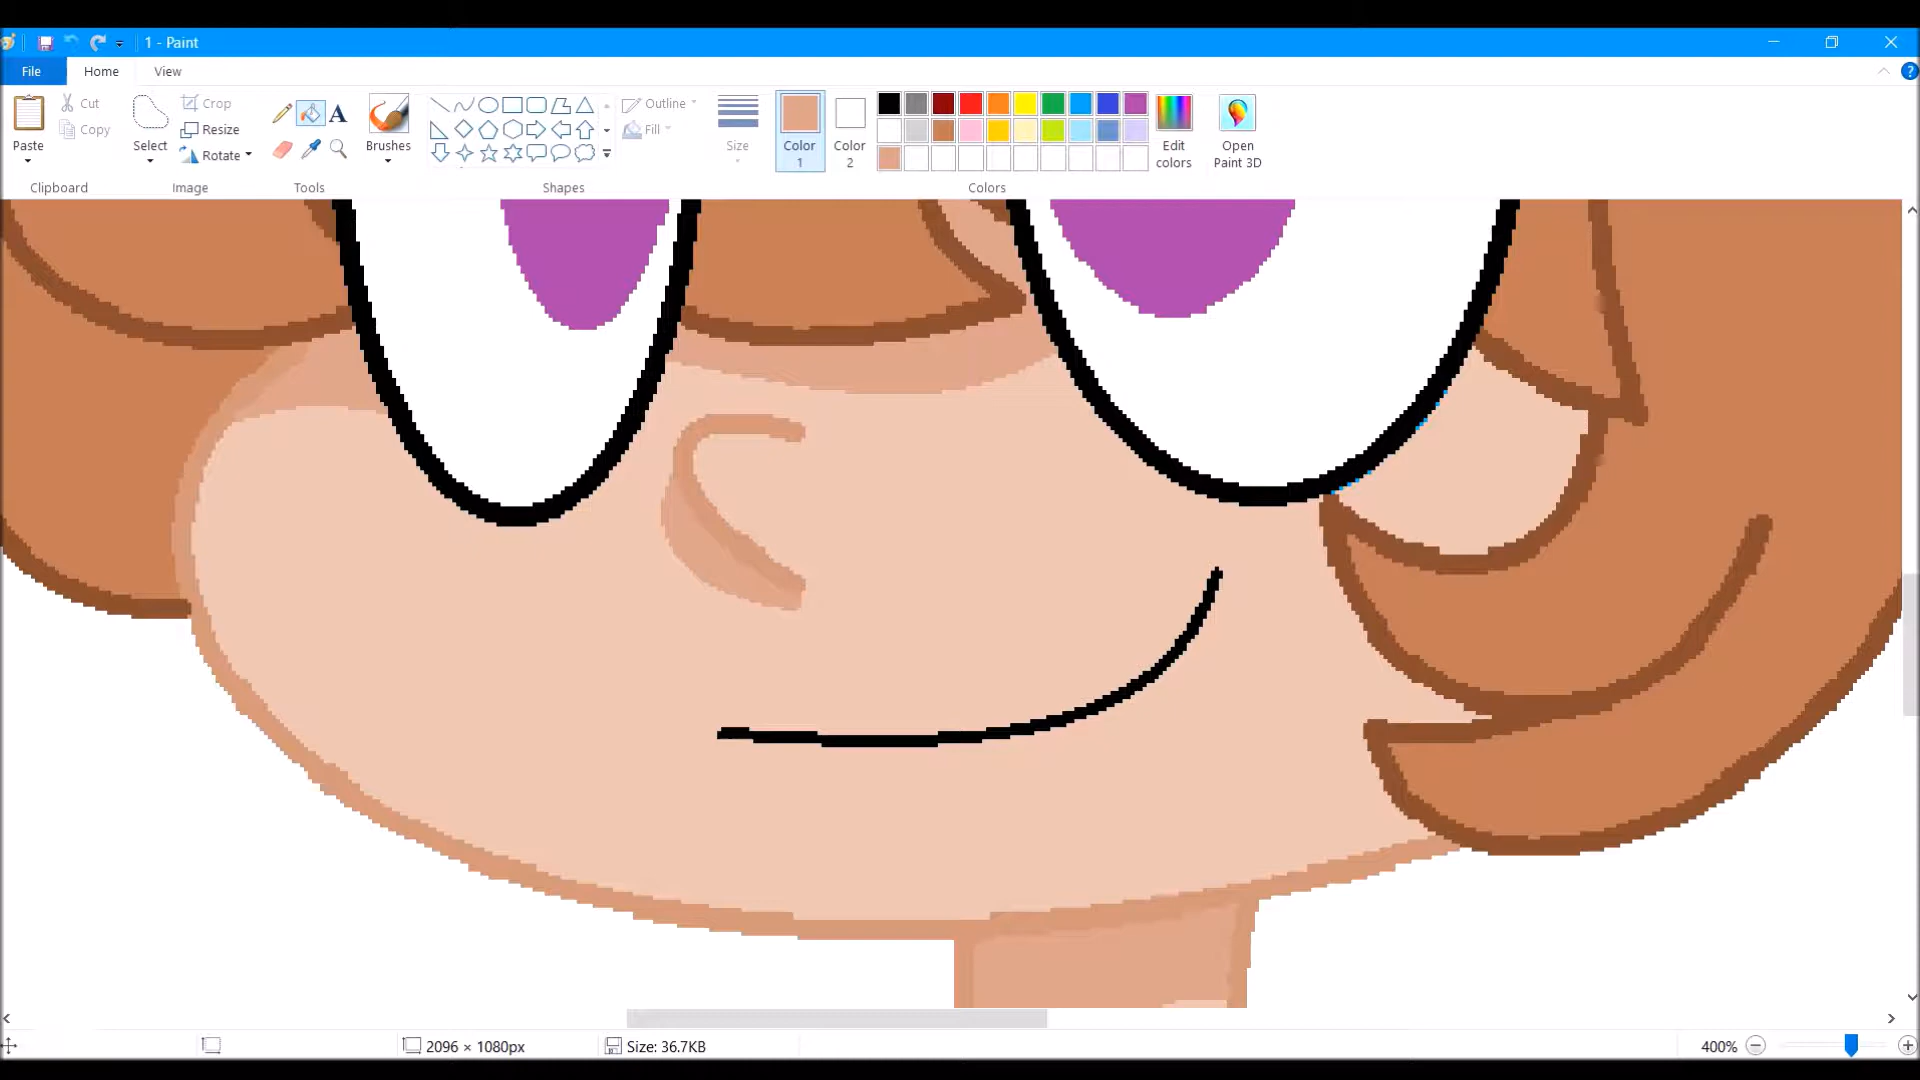 1 - Paint
File Home View
Paste
Cut
Copy
Clipboard
Select
Crop
Resize
Rotate
Image
A
Tools
Brushes
Shapes
Outline
Fill
Size
Color
1
Color
2
Colors
Edit
colors
Open
Paint 3D
?
2096 × 1080px
Size: 36.7KB
400%